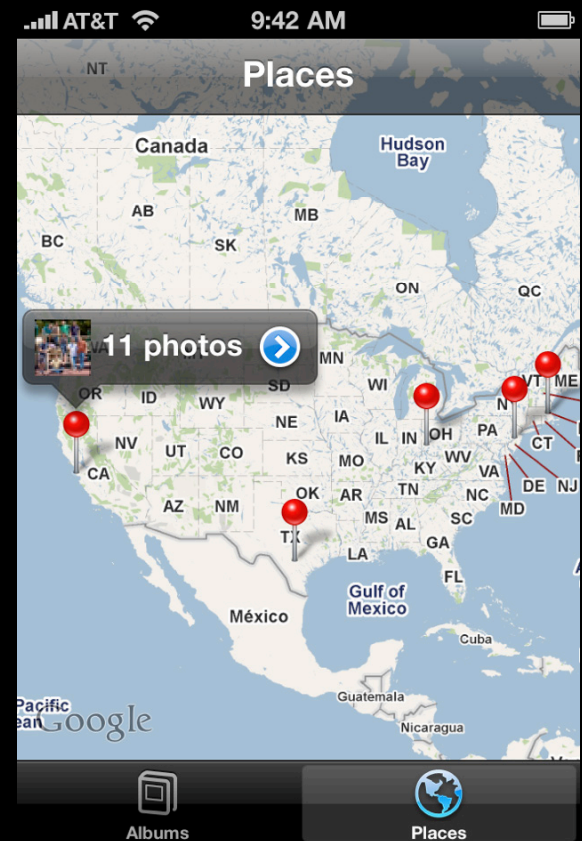 AT&T 9:42 AM
NT
Places
Canada
Hudson
Bay
AB
MB
BC
SK
ON
QC
11 photos
MN
WI
VT ME
OR
ID
SD
WY
NE
IA
N
NV
UT
CO
IL IN OH
PA
CT
CA
KS
MO
KY
WV
VA
DE NJ
AZ
NM
OK
AR
TN
NC
MD
TX
MS
AL
SC
LA
GA
FL
Gulf of
Mexico
México
Cuba
Guatemala
Pacific
ean
Google
Nicaragua
Albums
Places